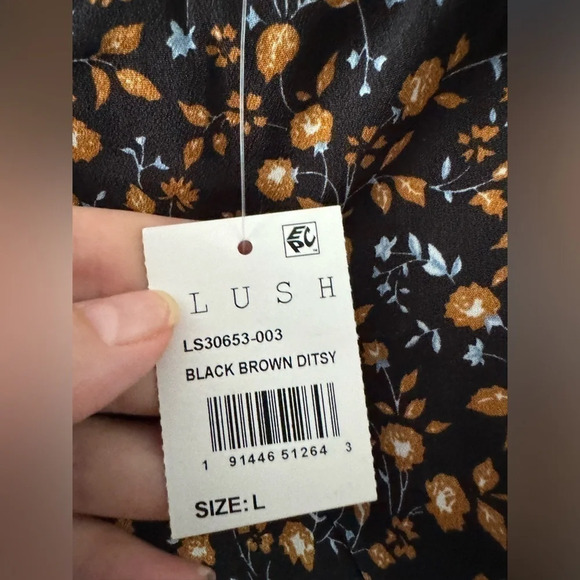 EPC
LUSH
LS30653-003
BLACK BROWN DITSY
1 91446 51264 3
SIZE: L